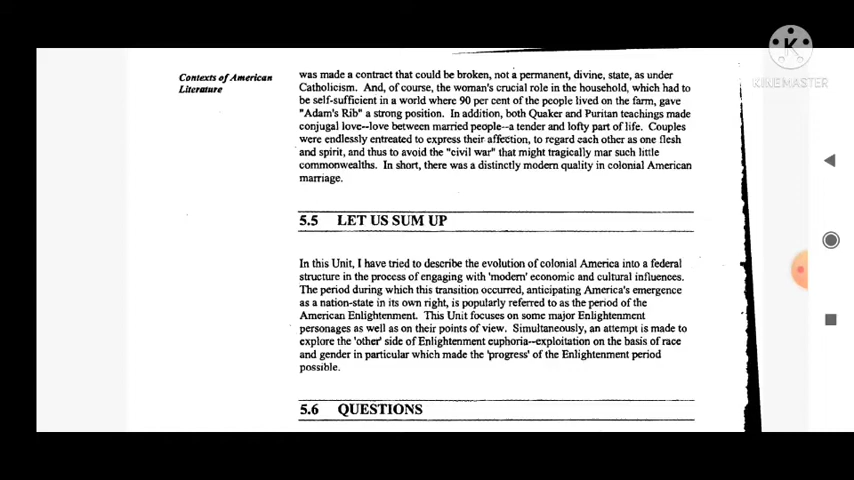 KINEMASTER
Contexts of American
Literature
was made a contract that could be broken, not a permanent, divine, state, as under
Catholicism. And, of course, the woman's crucial role in the household, which had to
be self-sufficient in a world where 90 per cent of the people lived on the farm, gave
"Adam's Rib" a strong position. In addition, both Quaker and Puritan teachings made
conjugal love--love between married people--a tender and lofty part of life. Couples
were endlessly entreated to express their affection, to regard each other as one flesh
and spirit, and thus to avoid the "civil war" that might tragically mar such little
commonwealths. In short, there was a distinctly modern quality in colonial American
marriage.
5.5 LET US SUM UP
In this Unit, I have tried to describe the evolution of colonial America into a federal
structure in the process of engaging with 'modern' economic and cultural influences.
The period during which this transition occurred, anticipating America's emergence
as a nation-state in its own right, is popularly referred to as the period of the
American Enlightenment. This Unit focuses on some major Enlightenment
personages as well as on their points of view. Simultaneously, an attempt is made to
explore the 'other' side of Enlightenment euphoria--exploitation on the basis of race
and gender in particular which made the 'progress' of the Enlightenment period
possible.
5.6 QUESTIONS